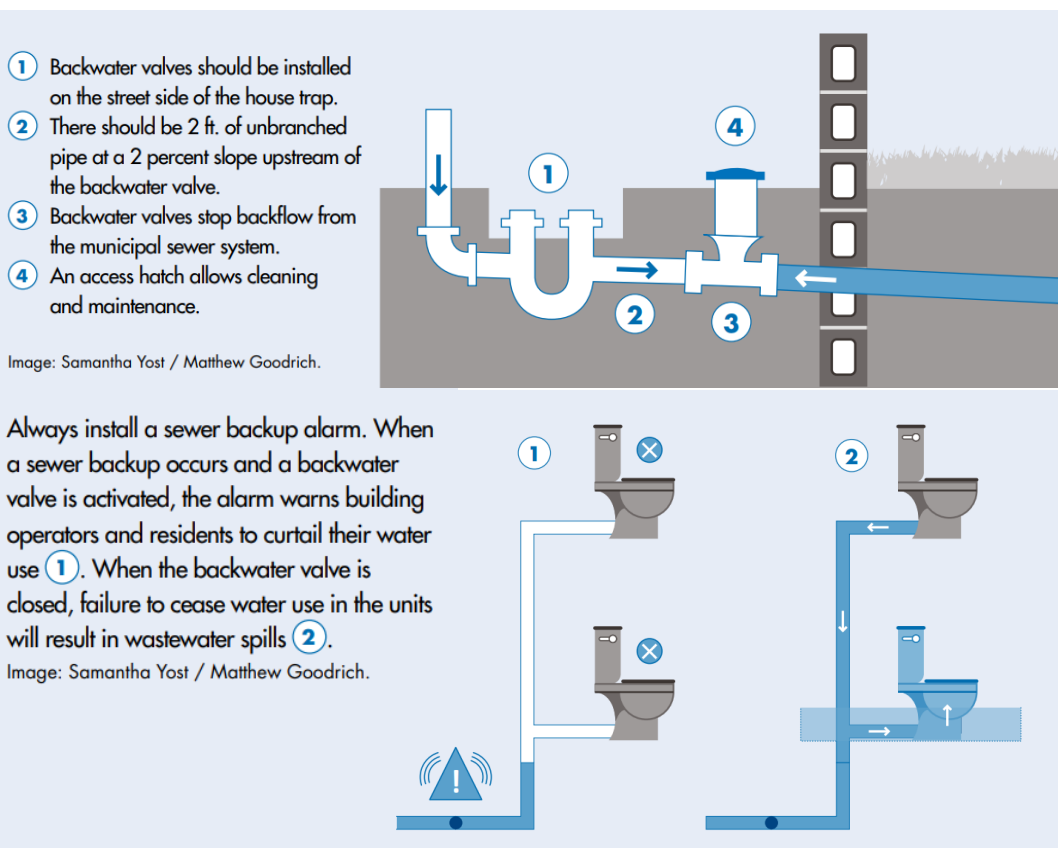 1 Backwater valves should be installed
on the street side of the house trap.
2 There should be 2 ft. of unbranched
pipe at a 2 percent slope upstream of
the backwater valve.
3 Backwater valves stop backflow from
the municipal sewer system.
4 An access hatch allows cleaning
and maintenance.
Image: Samantha Yost / Matthew Goodrich.
1
2
3
4
Always install a sewer backup alarm. When
a sewer backup occurs and a backwater
valve is activated, the alarm warns building
operators and residents to curtail their water
use 1. When the backwater valve is
closed, failure to cease water use in the units
will result in wastewater spills 2.
Image: Samantha Yost / Matthew Goodrich.
1
2
!